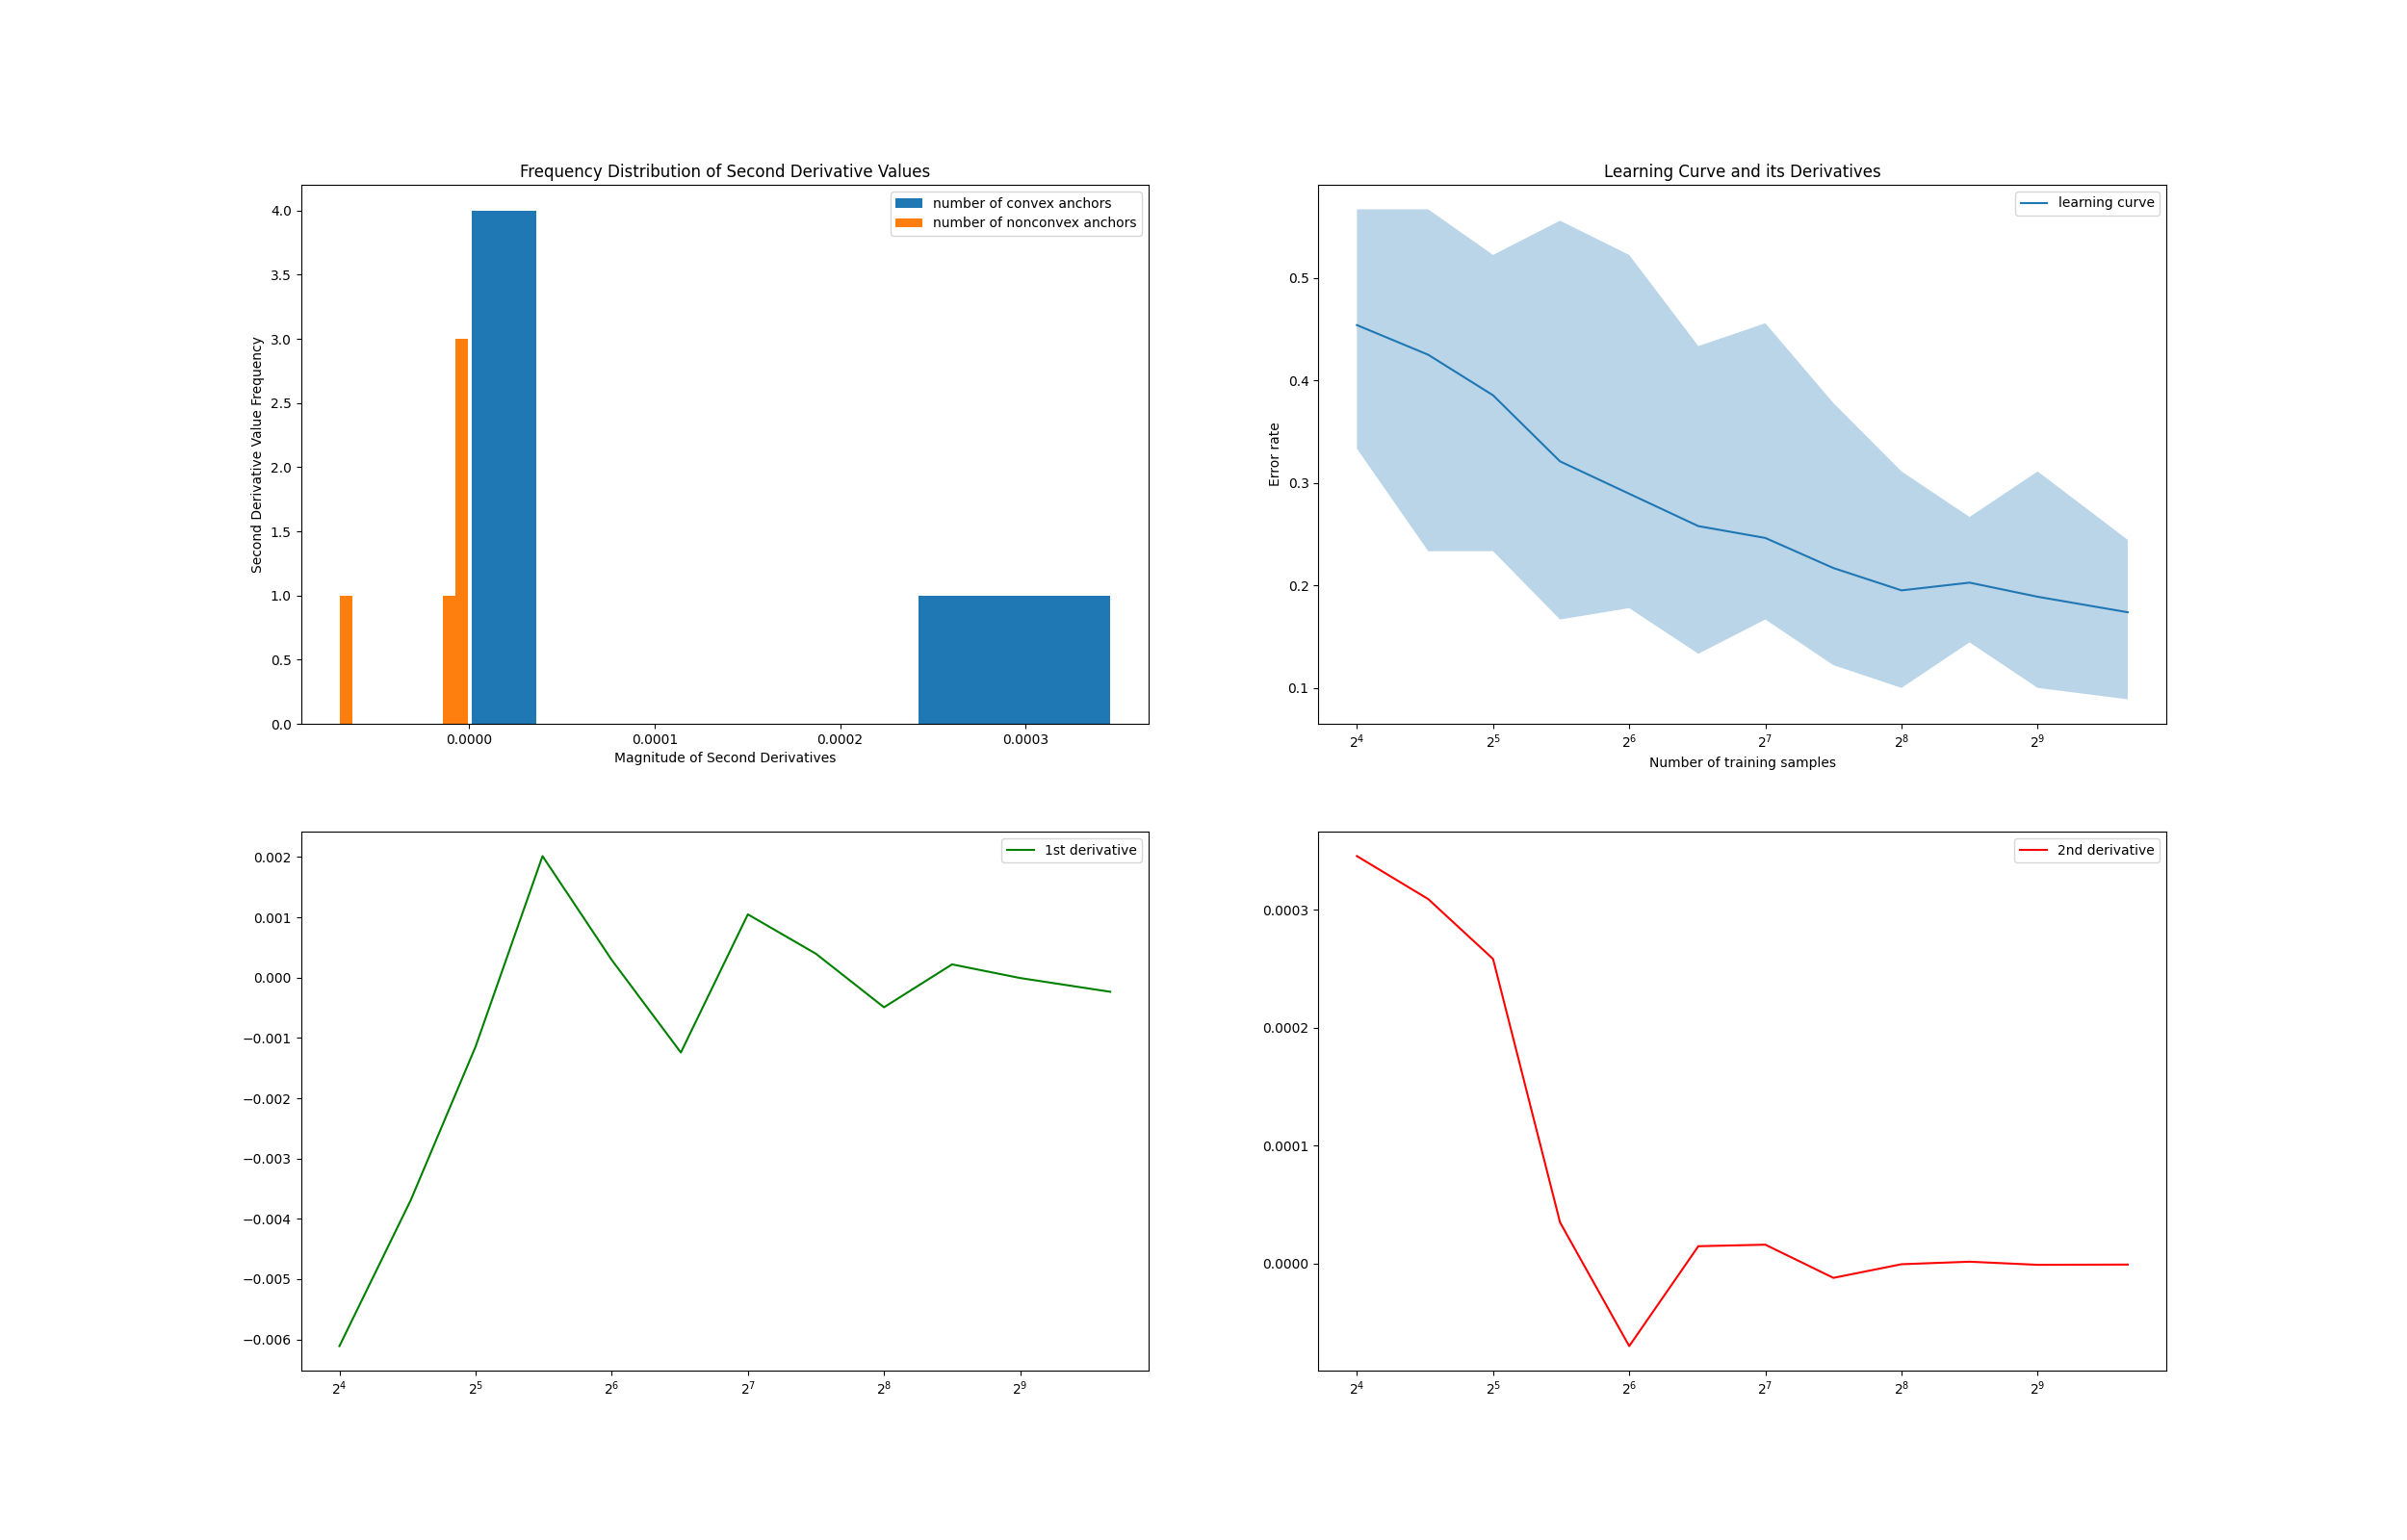 Frequency Distribution of Second Derivative Values
number of convex anchors
number of nonconvex anchors
Second Derivative Value Frequency
4.0
3.5
3.0
2.5
2.0
1.5
1.0
0.5
0.0
0.0000 0.0001 0.0002 0.0003
Magnitude of Second Derivatives
Learning Curve and its Derivatives
learning curve
Error rate
0.5
0.4
0.3
0.2
0.1
2⁴ 2⁵ 2⁶ 2⁷ 2⁸ 2⁹
Number of training samples
1st derivative
0.002
0.001
0.000
−0.001
−0.002
−0.003
−0.004
−0.005
−0.006
2⁴ 2⁵ 2⁶ 2⁷ 2⁸ 2⁹
2nd derivative
0.0003
0.0002
0.0001
0.0000
2⁴ 2⁵ 2⁶ 2⁷ 2⁸ 2⁹